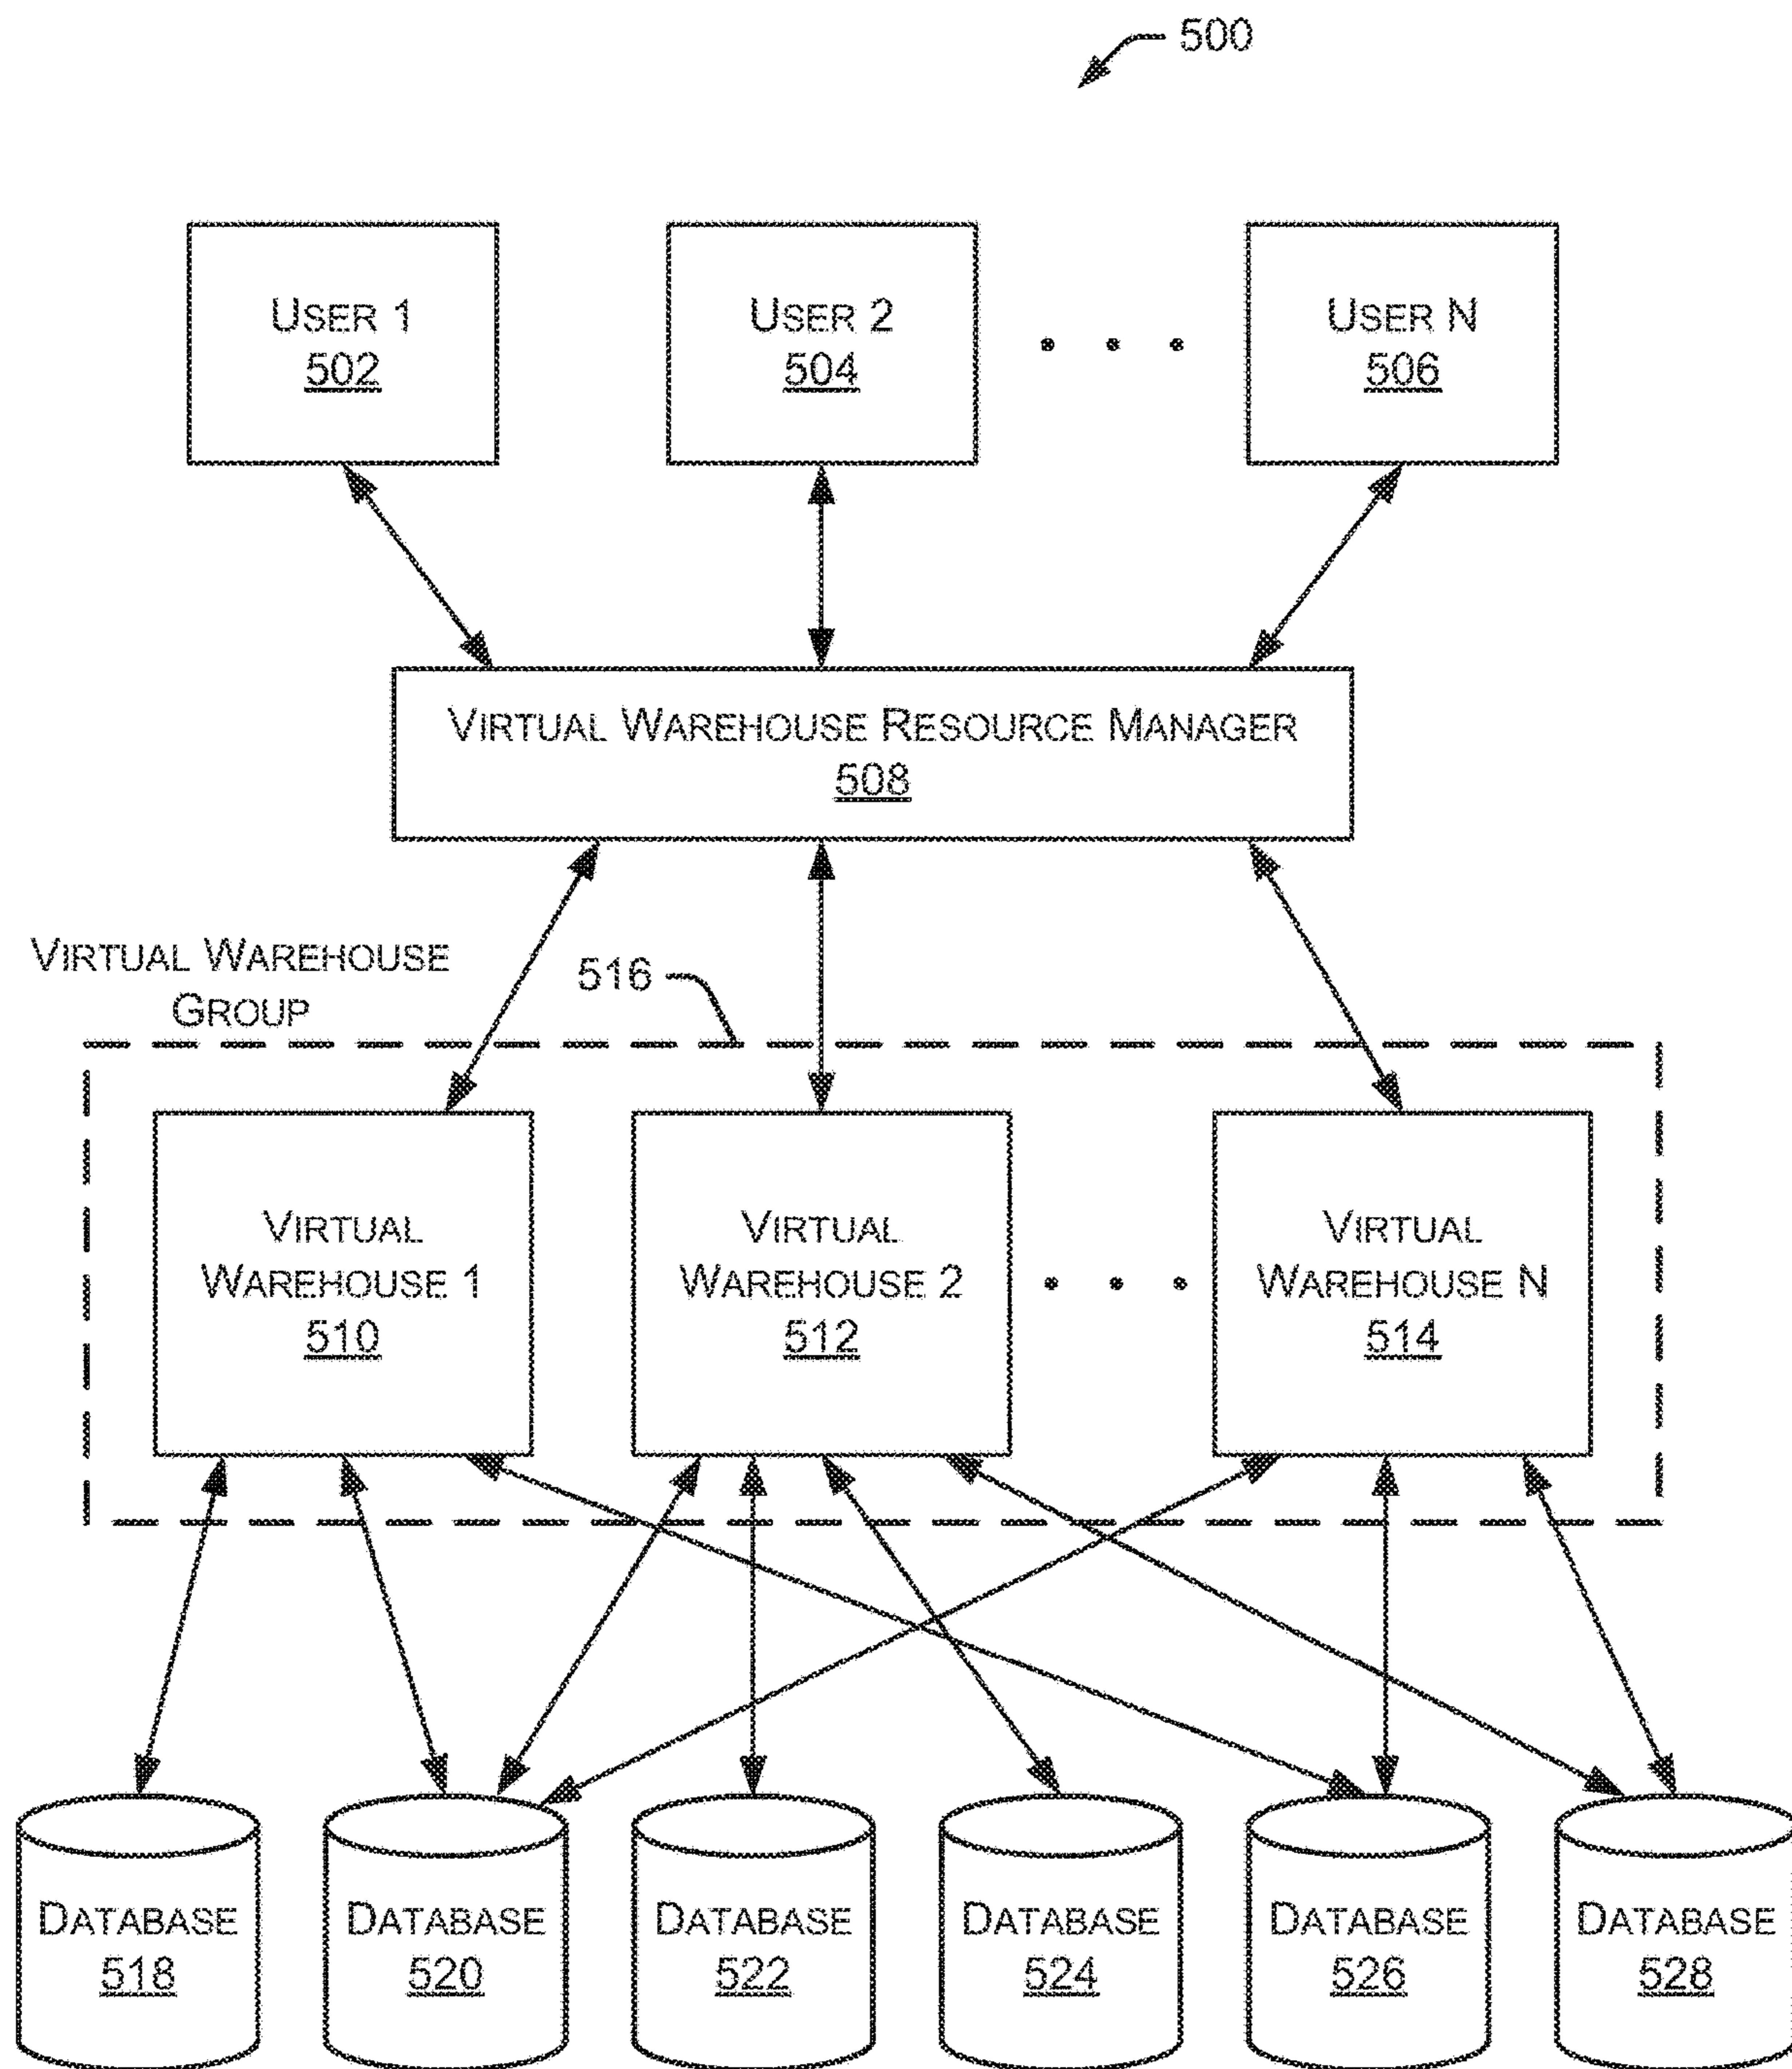 500
USER 1
502
USER 2
504
USER N
506
VIRTUAL WAREHOUSE RESOURCE MANAGER
508
VIRTUAL WAREHOUSE
GROUP
516
VIRTUAL
WAREHOUSE 1
510
VIRTUAL
WAREHOUSE 2
512
VIRTUAL
WAREHOUSE N
514
DATABASE
518
DATABASE
520
DATABASE
522
DATABASE
524
DATABASE
526
DATABASE
528